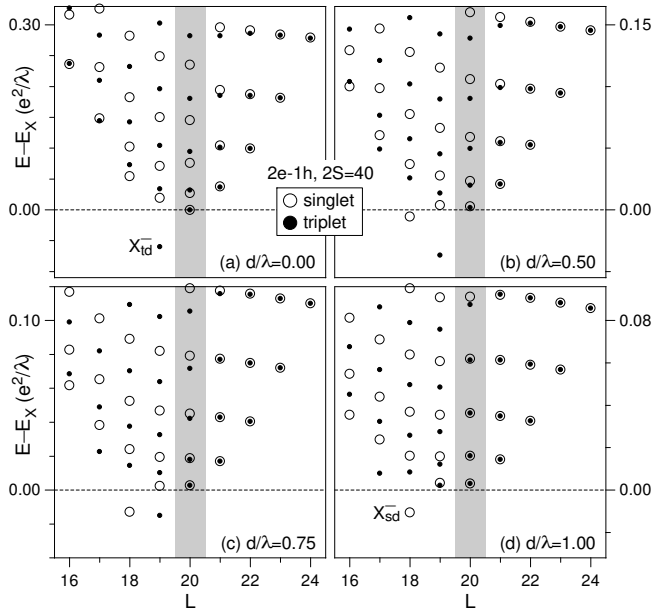 0.30
0.15
E−E_X (e²/λ)
2e-1h, 2S=40
singlet
triplet
0.00
0.00
X⁻_td
(a) d/λ=0.00
(b) d/λ=0.50
0.10
0.08
E−E_X (e²/λ)
0.00
0.00
X⁻_sd
(c) d/λ=0.75
(d) d/λ=1.00
16 18 20 22 24 16 18 20 22 24
L L